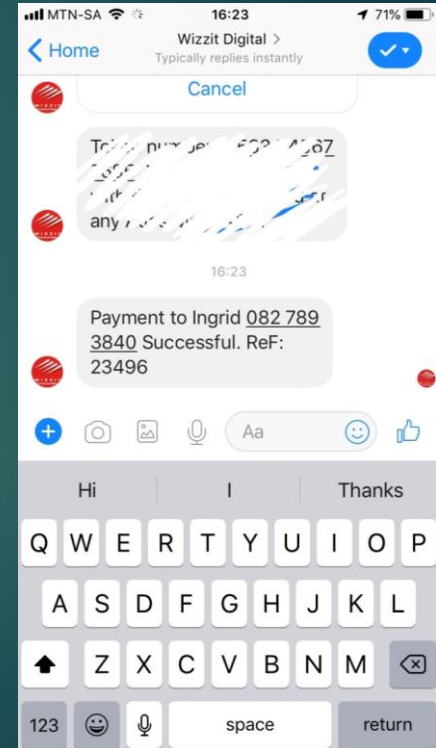 MTN-SA 16:23 71%
Home
Wizzit Digital >
Typically replies instantly
Cancel
any
16:23
Payment to Ingrid 082 789
3840 Successful. ReF:
23496
Aa
Hi I Thanks
Q W E R T Y U I O P
A S D F G H J K L
Z X C V B N M
123 space return